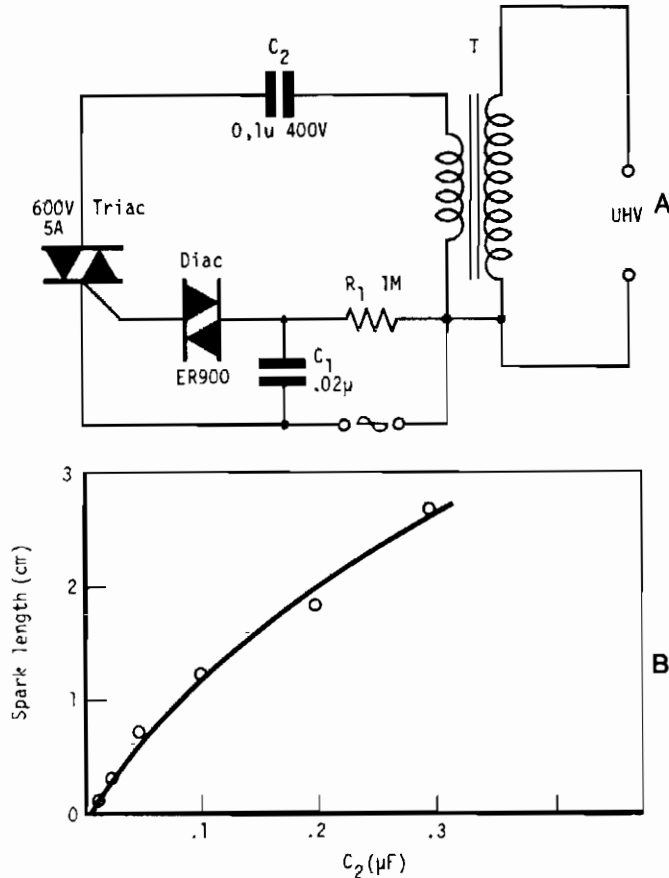 C2
T
0,1u 400V
600V Triac
5A
UHV
A
Diac
R1 1M
C1
.02µ
ER900
3
2
1
0
Spark length (cm)
B
.1
.2
.3
C2 (µF)